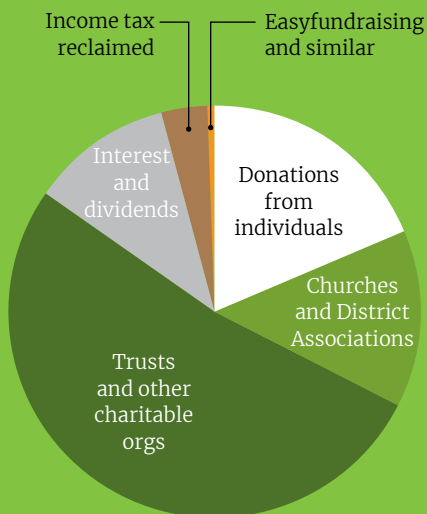 Income tax
reclaimed
Easyfundraising
and similar
Interest
and
dividends
Donations
from
individuals
Churches
and District
Associations
Trusts
and other
charitable
orgs